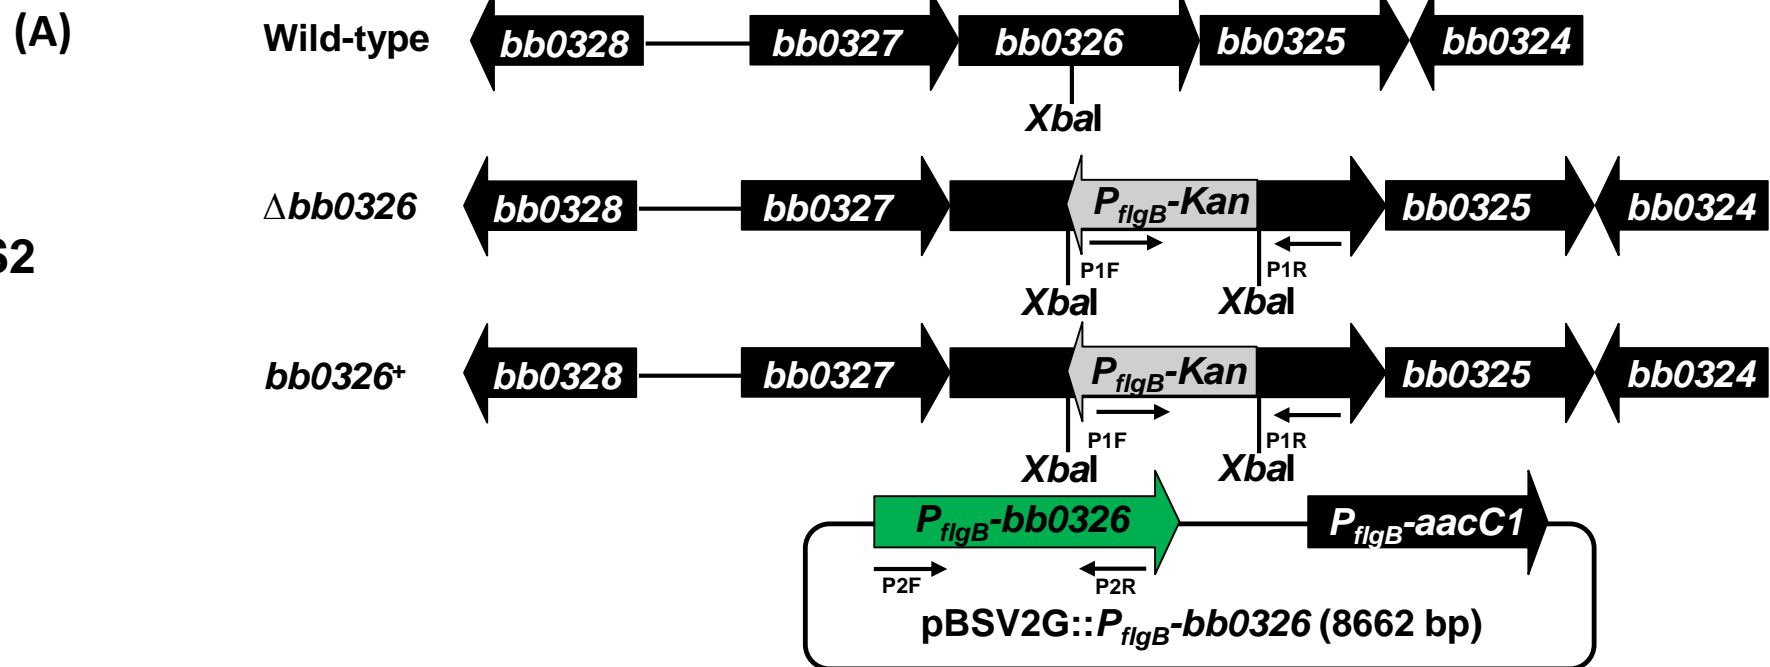 (A)
Wild-type bb0328 bb0327 bb0326 bb0325 bb0324
XbaI
Δbb0326 bb0328 bb0327 PflgB-Kan bb0325 bb0324
P1F P1R
XbaI XbaI
S2
bb0326+ bb0328 bb0327 PflgB-Kan bb0325 bb0324
P1F P1R
XbaI XbaI
PflgB-bb0326 PflgB-aacC1
P2F P2R
pBSV2G::PflgB-bb0326 (8662 bp)